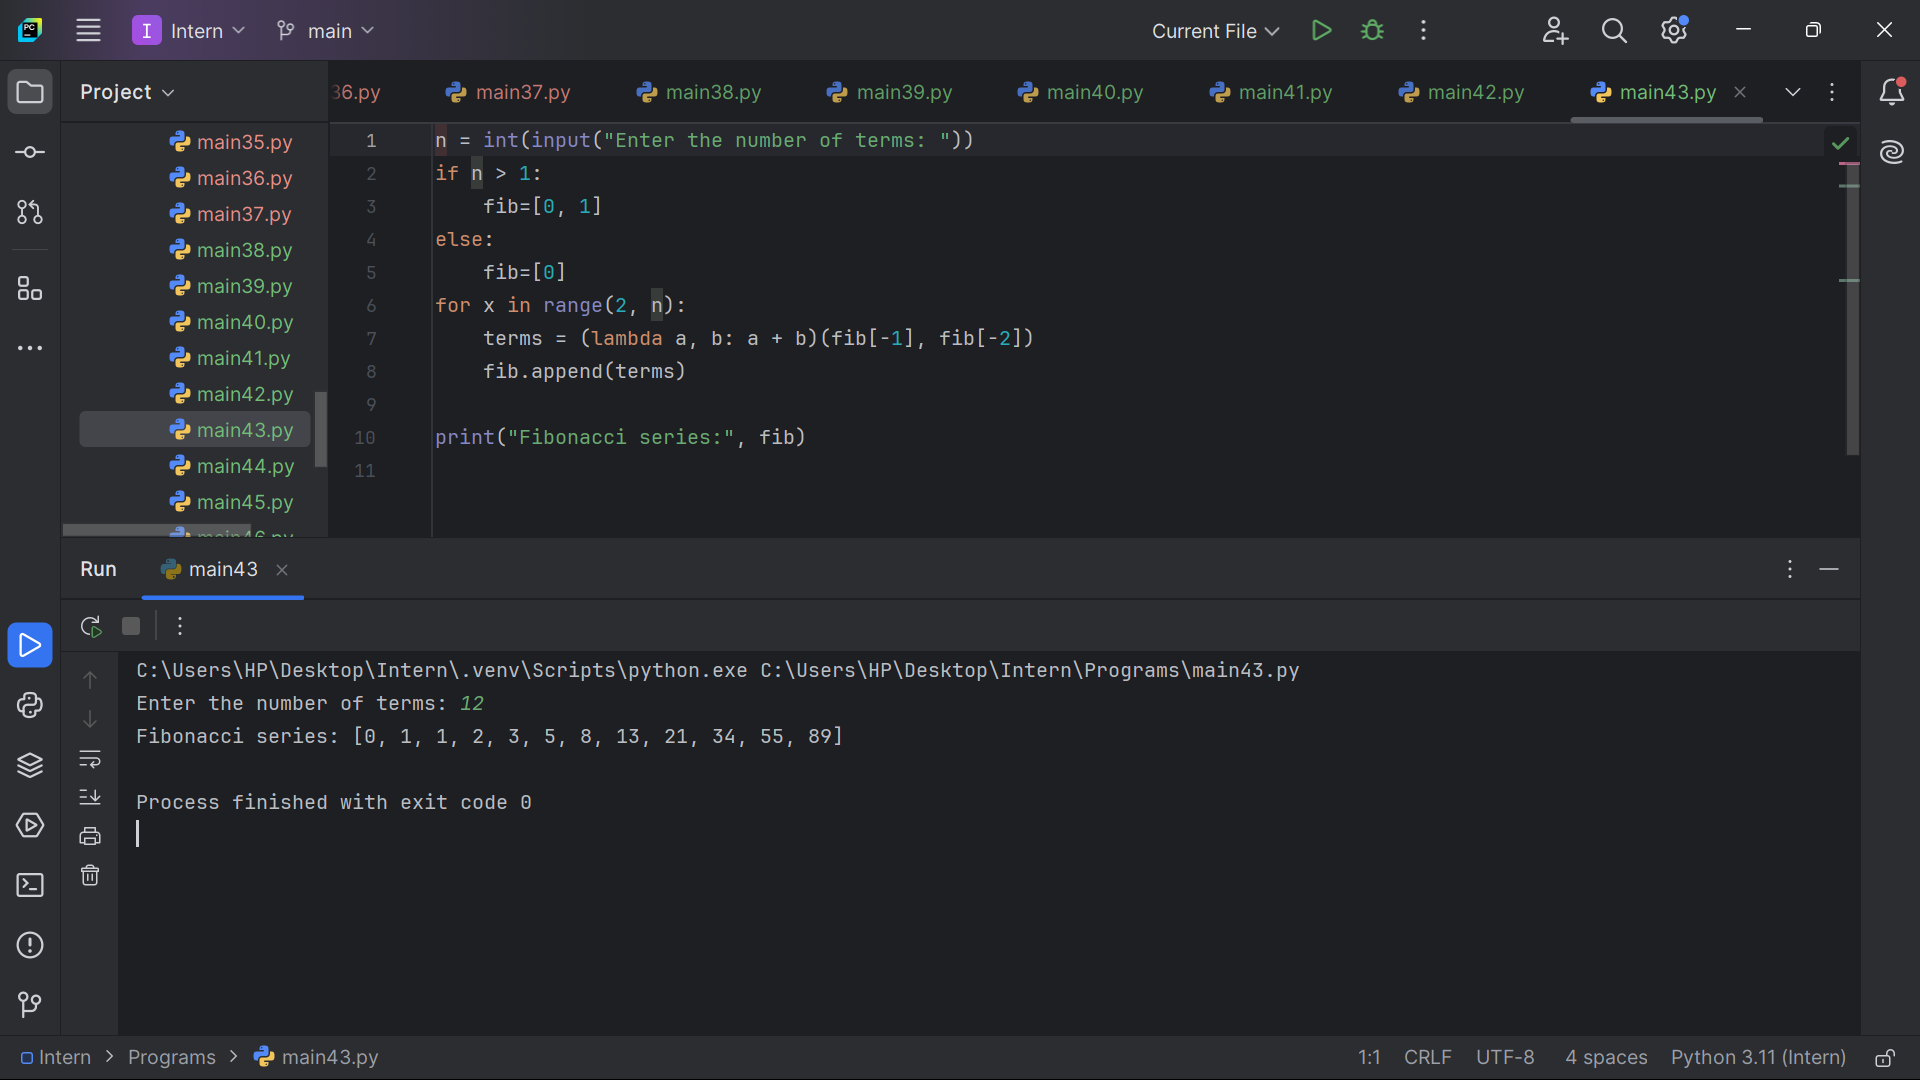 PC I Intern main Current File
Project 36.py main37.py main38.py main39.py main40.py main41.py main42.py main43.py
main35.py
main36.py
main37.py
main38.py
main39.py
main40.py
main41.py
main42.py
main43.py
main44.py
main45.py
main46.py
1 n = int(input("Enter the number of terms: "))
2 if n > 1:
3     fib=[0, 1]
4 else:
5     fib=[0]
6 for x in range(2, n):
7     terms = (lambda a, b: a + b)(fib[-1], fib[-2])
8     fib.append(terms)
9
10 print("Fibonacci series:", fib)
11
Run main43
C:\Users\HP\Desktop\Intern\.venv\Scripts\python.exe C:\Users\HP\Desktop\Intern\Programs\main43.py
Enter the number of terms: 12
Fibonacci series: [0, 1, 1, 2, 3, 5, 8, 13, 21, 34, 55, 89]
Process finished with exit code 0
Intern > Programs > main43.py 1:1 CRLF UTF-8 4 spaces Python 3.11 (Intern)